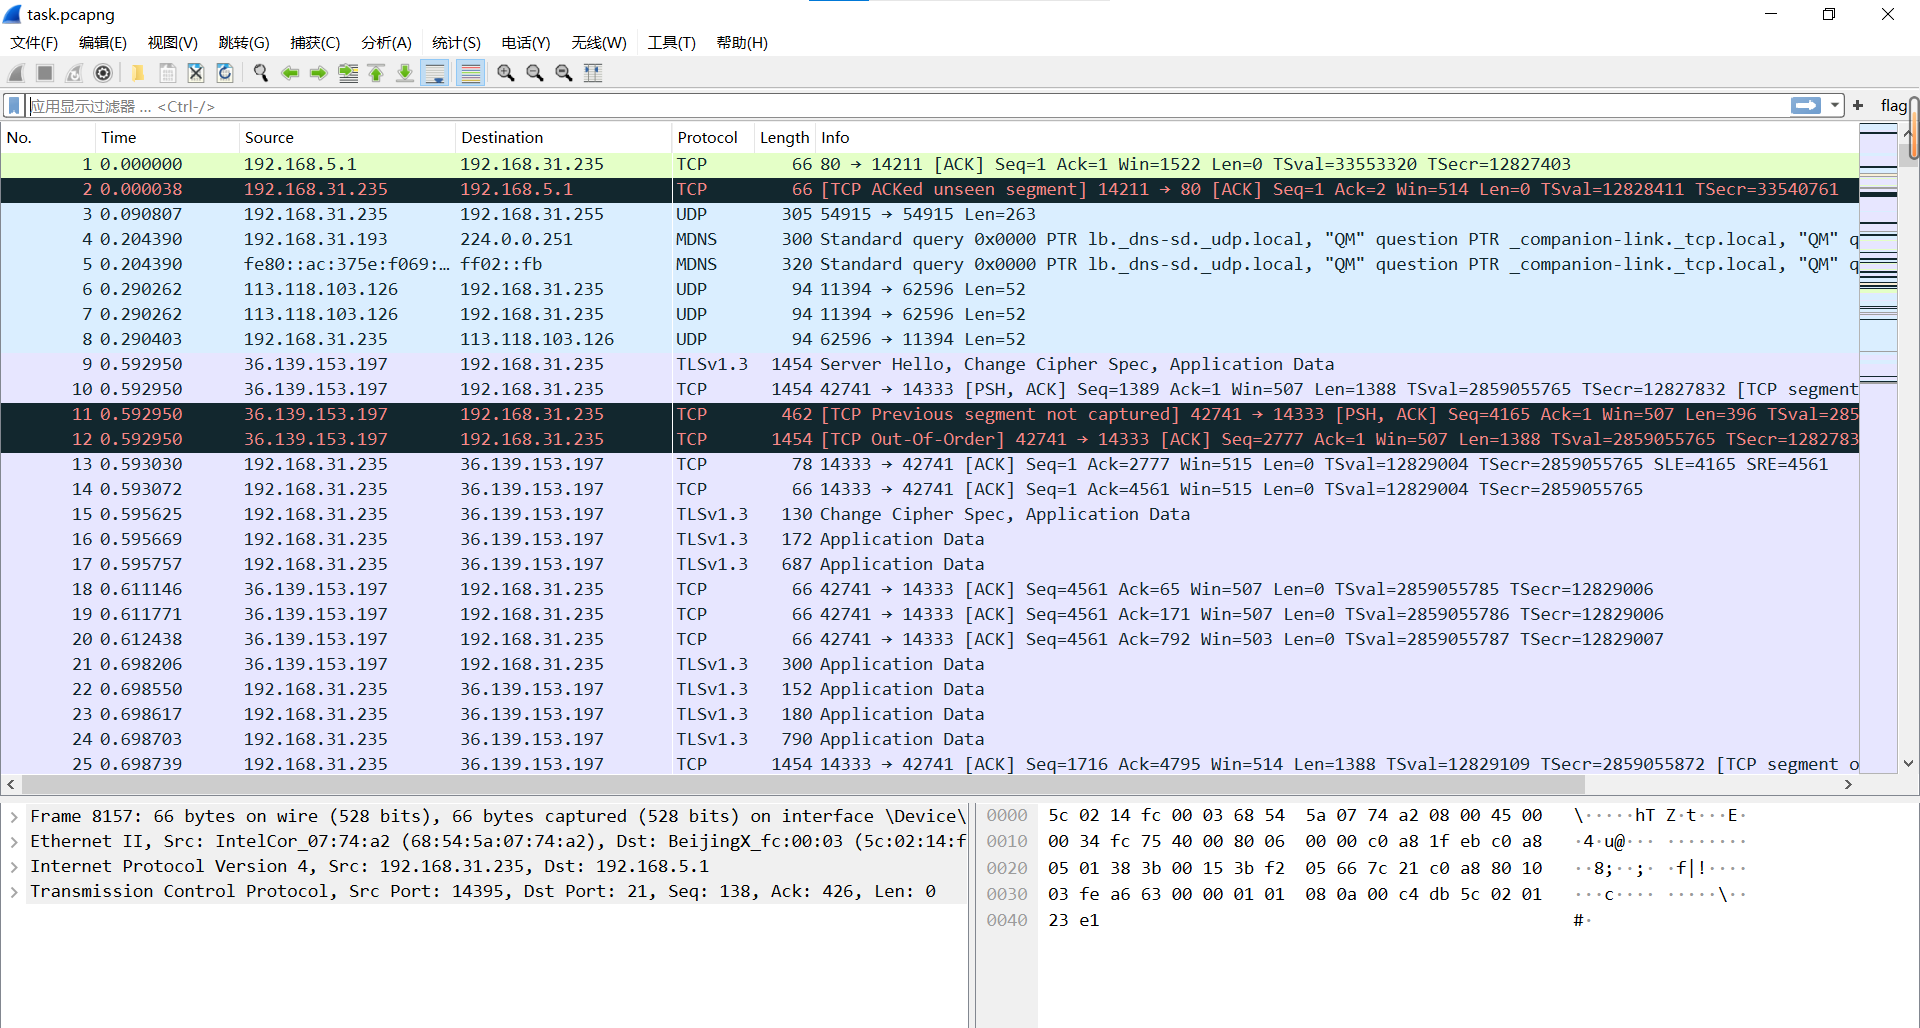 task.pcapng
文件(F) 编辑(E) 视图(V) 跳转(G) 捕获(C) 分析(A) 统计(S) 电话(Y) 无线(W) 工具(T) 帮助(H)
应用显示过滤器 … <Ctrl-/> flag
No. Time Source Destination Protocol Length Info
1 0.000000 192.168.5.1 192.168.31.235 TCP 66 80 → 14211 [ACK] Seq=1 Ack=1 Win=1522 Len=0 TSval=33553320 TSecr=12827403
2 0.000038 192.168.31.235 192.168.5.1 TCP 66 [TCP ACKed unseen segment] 14211 → 80 [ACK] Seq=1 Ack=2 Win=514 Len=0 TSval=12828411 TSecr=33540761
3 0.090807 192.168.31.235 192.168.31.255 UDP 305 54915 → 54915 Len=263
4 0.204390 192.168.31.193 224.0.0.251 MDNS 300 Standard query 0x0000 PTR lb._dns-sd._udp.local, "QM" question PTR _companion-link._tcp.local, "QM" q
5 0.204390 fe80::ac:375e:f069:… ff02::fb MDNS 320 Standard query 0x0000 PTR lb._dns-sd._udp.local, "QM" question PTR _companion-link._tcp.local, "QM" q
6 0.290262 113.118.103.126 192.168.31.235 UDP 94 11394 → 62596 Len=52
7 0.290262 113.118.103.126 192.168.31.235 UDP 94 11394 → 62596 Len=52
8 0.290403 192.168.31.235 113.118.103.126 UDP 94 62596 → 11394 Len=52
9 0.592950 36.139.153.197 192.168.31.235 TLSv1.3 1454 Server Hello, Change Cipher Spec, Application Data
10 0.592950 36.139.153.197 192.168.31.235 TCP 1454 42741 → 14333 [PSH, ACK] Seq=1389 Ack=1 Win=507 Len=1388 TSval=2859055765 TSecr=12827832 [TCP segment
11 0.592950 36.139.153.197 192.168.31.235 TCP 462 [TCP Previous segment not captured] 42741 → 14333 [PSH, ACK] Seq=4165 Ack=1 Win=507 Len=396 TSval=285
12 0.592950 36.139.153.197 192.168.31.235 TCP 1454 [TCP Out-Of-Order] 42741 → 14333 [ACK] Seq=2777 Ack=1 Win=507 Len=1388 TSval=2859055765 TSecr=1282783
13 0.593030 192.168.31.235 36.139.153.197 TCP 78 14333 → 42741 [ACK] Seq=1 Ack=2777 Win=515 Len=0 TSval=12829004 TSecr=2859055765 SLE=4165 SRE=4561
14 0.593072 192.168.31.235 36.139.153.197 TCP 66 14333 → 42741 [ACK] Seq=1 Ack=4561 Win=515 Len=0 TSval=12829004 TSecr=2859055765
15 0.595625 192.168.31.235 36.139.153.197 TLSv1.3 130 Change Cipher Spec, Application Data
16 0.595669 192.168.31.235 36.139.153.197 TLSv1.3 172 Application Data
17 0.595757 192.168.31.235 36.139.153.197 TLSv1.3 687 Application Data
18 0.611146 36.139.153.197 192.168.31.235 TCP 66 42741 → 14333 [ACK] Seq=4561 Ack=65 Win=507 Len=0 TSval=2859055785 TSecr=12829006
19 0.611771 36.139.153.197 192.168.31.235 TCP 66 42741 → 14333 [ACK] Seq=4561 Ack=171 Win=507 Len=0 TSval=2859055786 TSecr=12829006
20 0.612438 36.139.153.197 192.168.31.235 TCP 66 42741 → 14333 [ACK] Seq=4561 Ack=792 Win=503 Len=0 TSval=2859055787 TSecr=12829007
21 0.698206 36.139.153.197 192.168.31.235 TLSv1.3 300 Application Data
22 0.698550 192.168.31.235 36.139.153.197 TLSv1.3 152 Application Data
23 0.698617 192.168.31.235 36.139.153.197 TLSv1.3 180 Application Data
24 0.698703 192.168.31.235 36.139.153.197 TLSv1.3 790 Application Data
25 0.698739 192.168.31.235 36.139.153.197 TCP 1454 14333 → 42741 [ACK] Seq=1716 Ack=4795 Win=514 Len=1388 TSval=12829109 TSecr=2859055872 [TCP segment o
Frame 8157: 66 bytes on wire (528 bits), 66 bytes captured (528 bits) on interface \Device\
Ethernet II, Src: IntelCor_07:74:a2 (68:54:5a:07:74:a2), Dst: BeijingX_fc:00:03 (5c:02:14:f
Internet Protocol Version 4, Src: 192.168.31.235, Dst: 192.168.5.1
Transmission Control Protocol, Src Port: 14395, Dst Port: 21, Seq: 138, Ack: 426, Len: 0
0000 5c 02 14 fc 00 03 68 54 5a 07 74 a2 08 00 45 00 \·····hT Z·t···E·
0010 00 34 fc 75 40 00 80 06 00 00 c0 a8 1f eb c0 a8 ·4·u@··· ········
0020 05 01 38 3b 00 15 3b f2 05 66 7c 21 c0 a8 80 10 ··8;··;· ·f|!····
0030 03 fe a6 63 00 00 01 01 08 0a 00 c4 db 5c 02 01 ···c···· ·····\··
0040 23 e1 #·